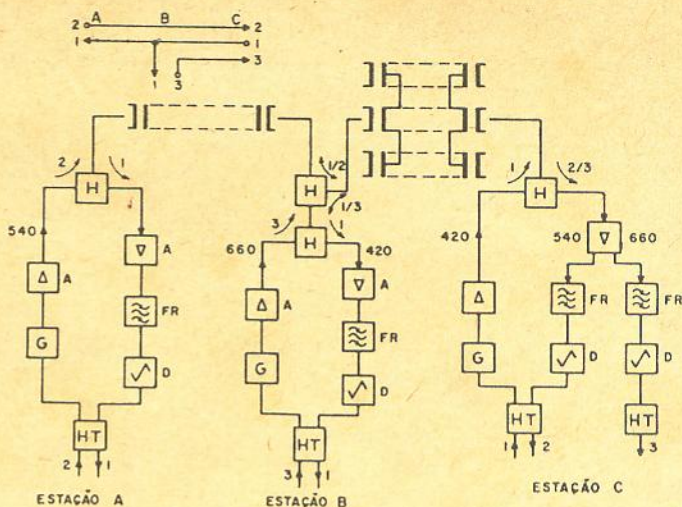 A B C
2 2
1 1
1 3 3
2 1
1/2
H H
1 2/3
H
1/3
3 1
H
540 A
660 420
420 540 660
A A
A FR
FR FR FR
G D
G D
G D D
HT HT HT HT
2 1
3 1
1 2 3
ESTAÇÃO A
ESTAÇÃO B
ESTAÇÃO C